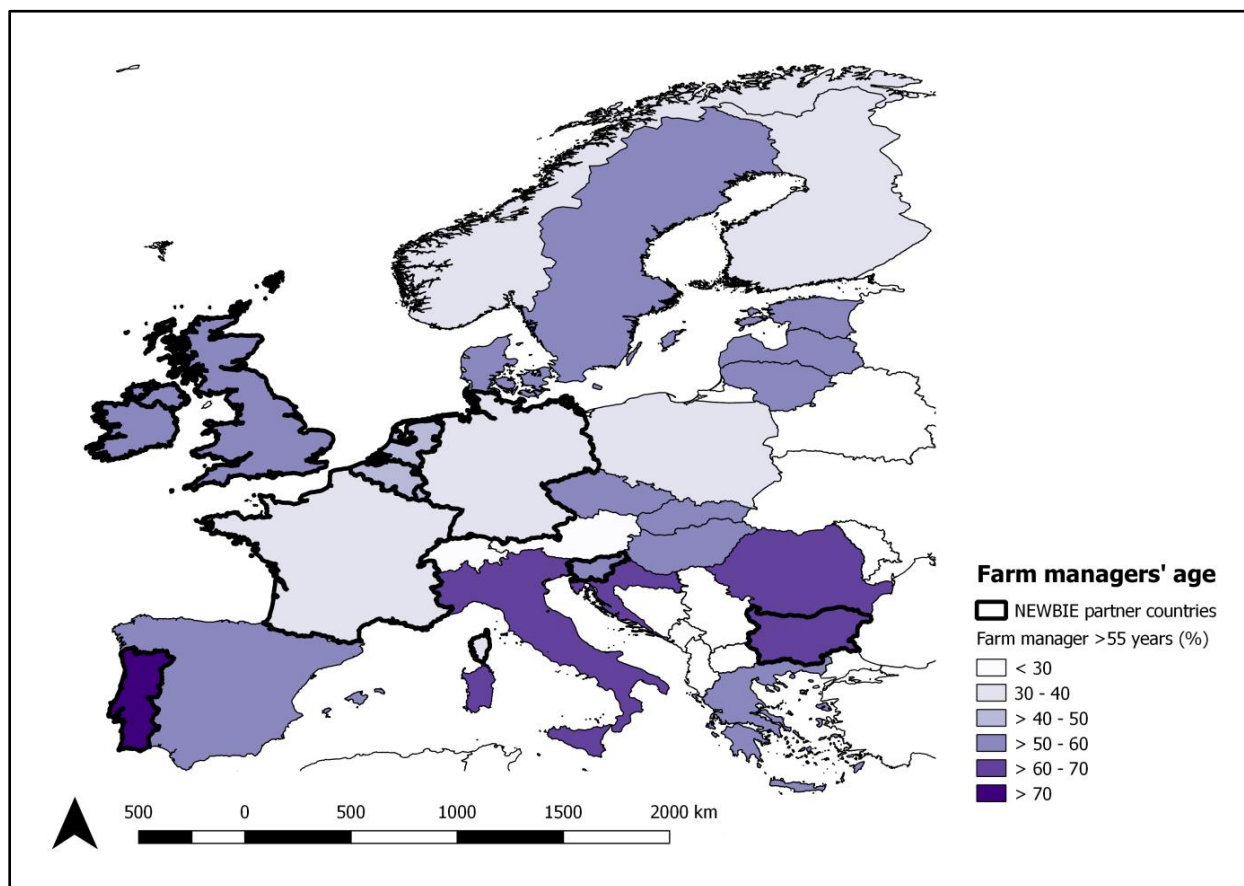 Farm managers' age
NEWBIE partner countries
Farm manager >55 years (%)
< 30
30 - 40
> 40 - 50
> 50 - 60
> 60 - 70
> 70
500 0 500 1000 1500 2000 km